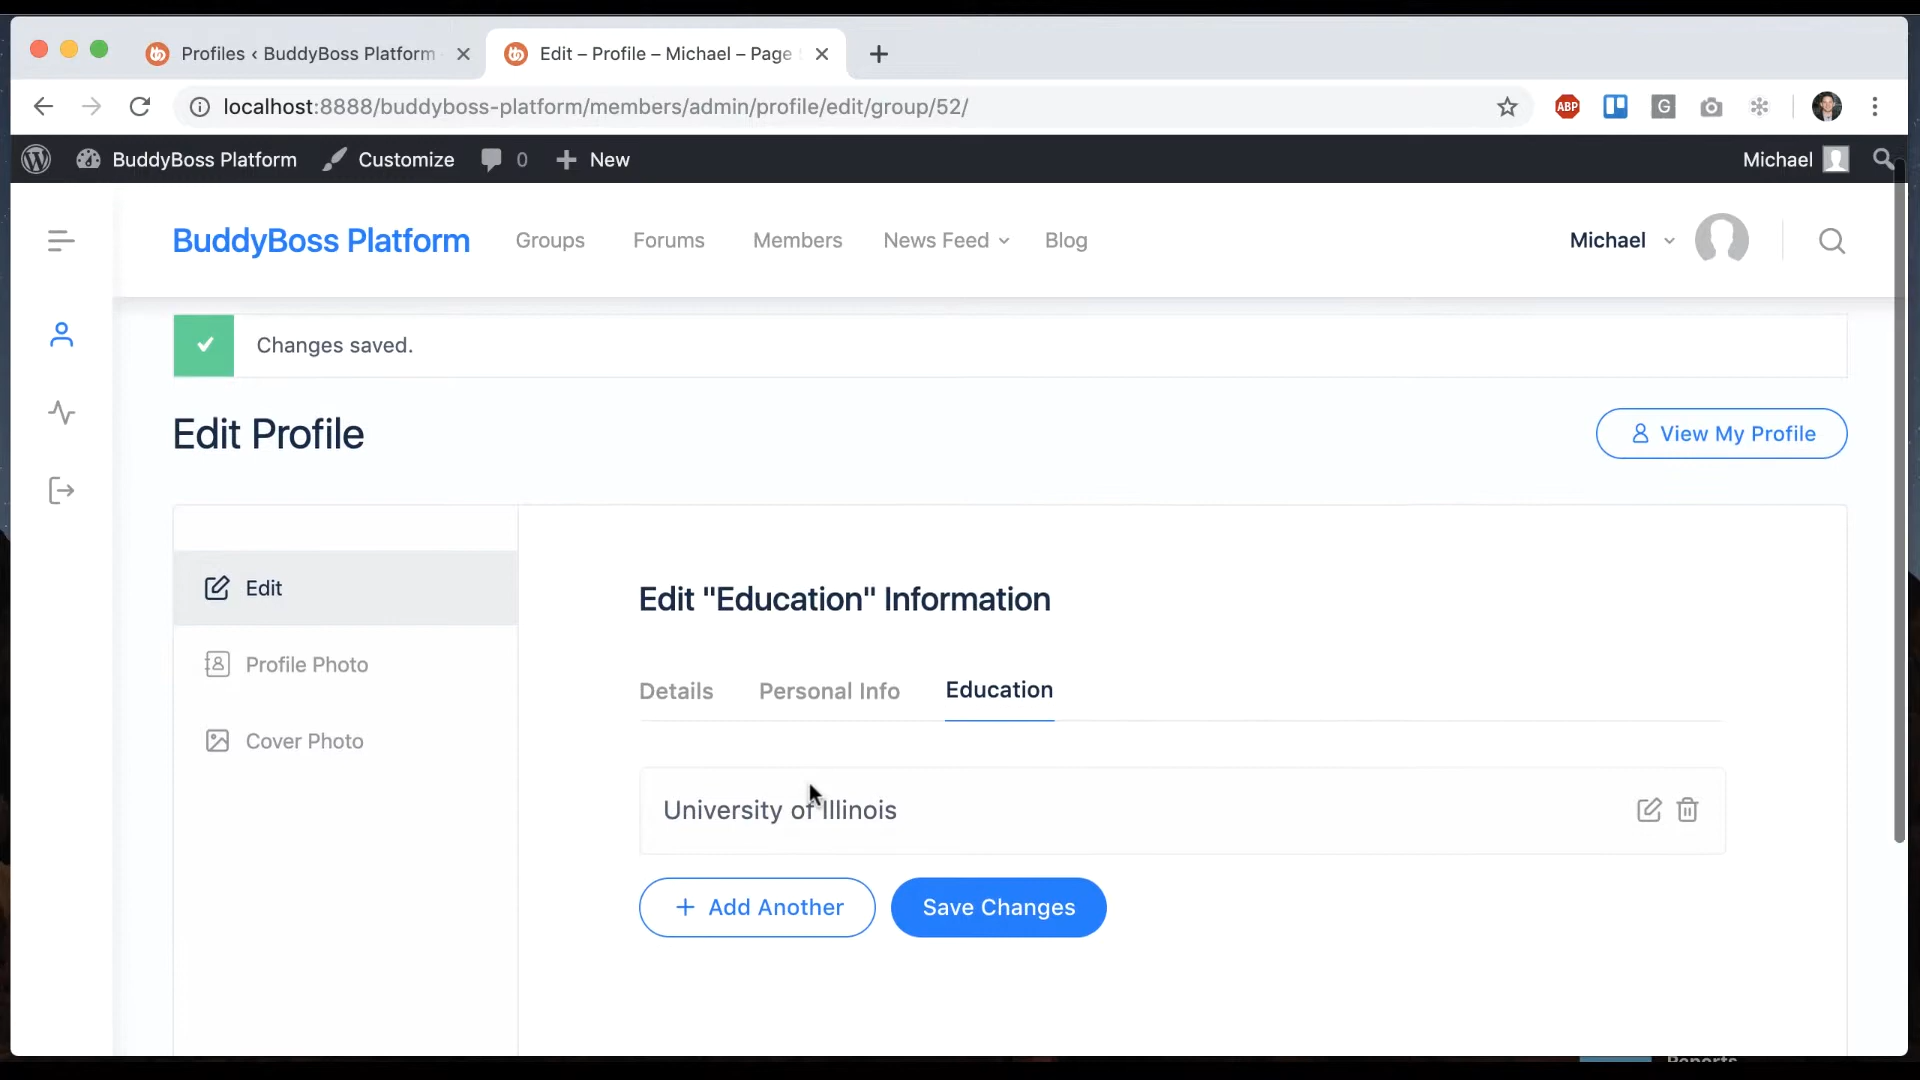 Profiles ‹ BuddyBoss Platform
Edit – Profile – Michael – Page
localhost:8888/buddyboss-platform/members/admin/profile/edit/group/52/
ABP
G
BuddyBoss Platform
Customize
0
New
Michael
BuddyBoss Platform
Groups
Forums
Members
News Feed
Blog
Michael
Changes saved.
Edit Profile
View My Profile
Edit
Profile Photo
Cover Photo
Edit "Education" Information
Details
Personal Info
Education
University of Illinois
+ Add Another
Save Changes